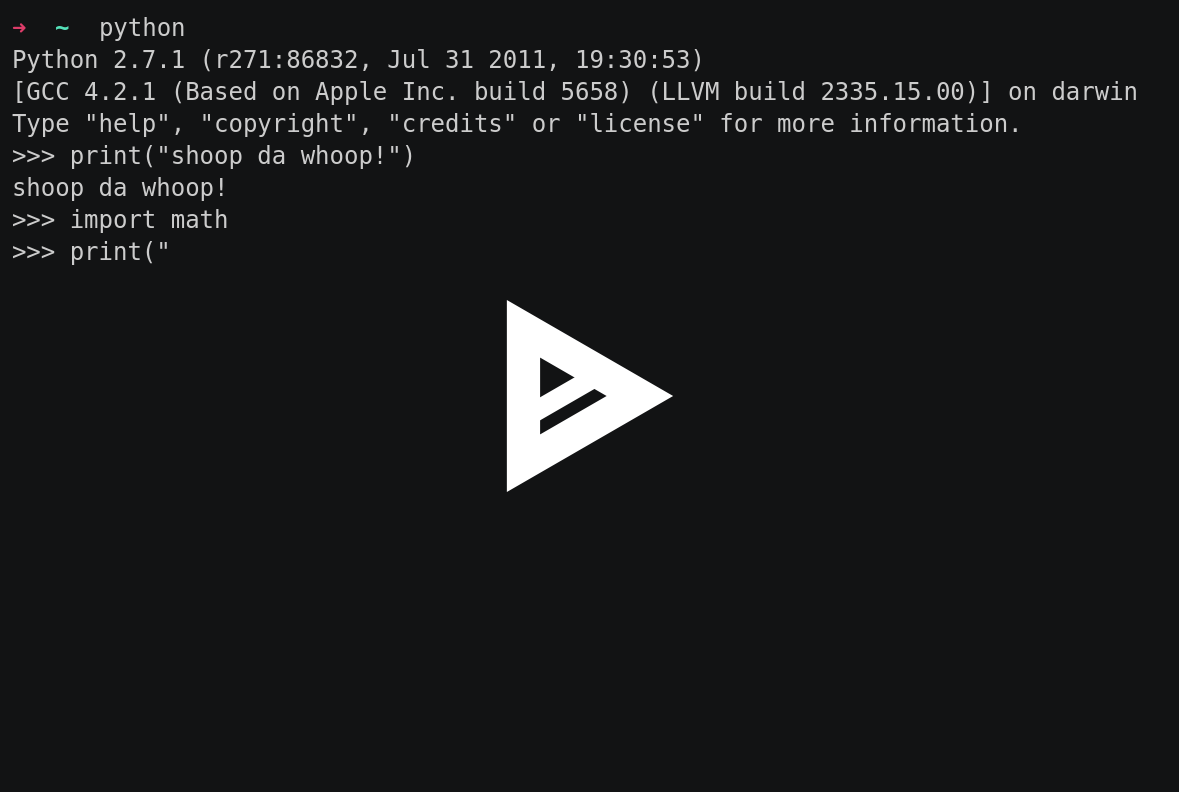 ➜  ~  python
Python 2.7.1 (r271:86832, Jul 31 2011, 19:30:53)
[GCC 4.2.1 (Based on Apple Inc. build 5658) (LLVM build 2335.15.00)] on darwin
Type "help", "copyright", "credits" or "license" for more information.
>>> print("shoop da whoop!")
shoop da whoop!
>>> import math
>>> print("